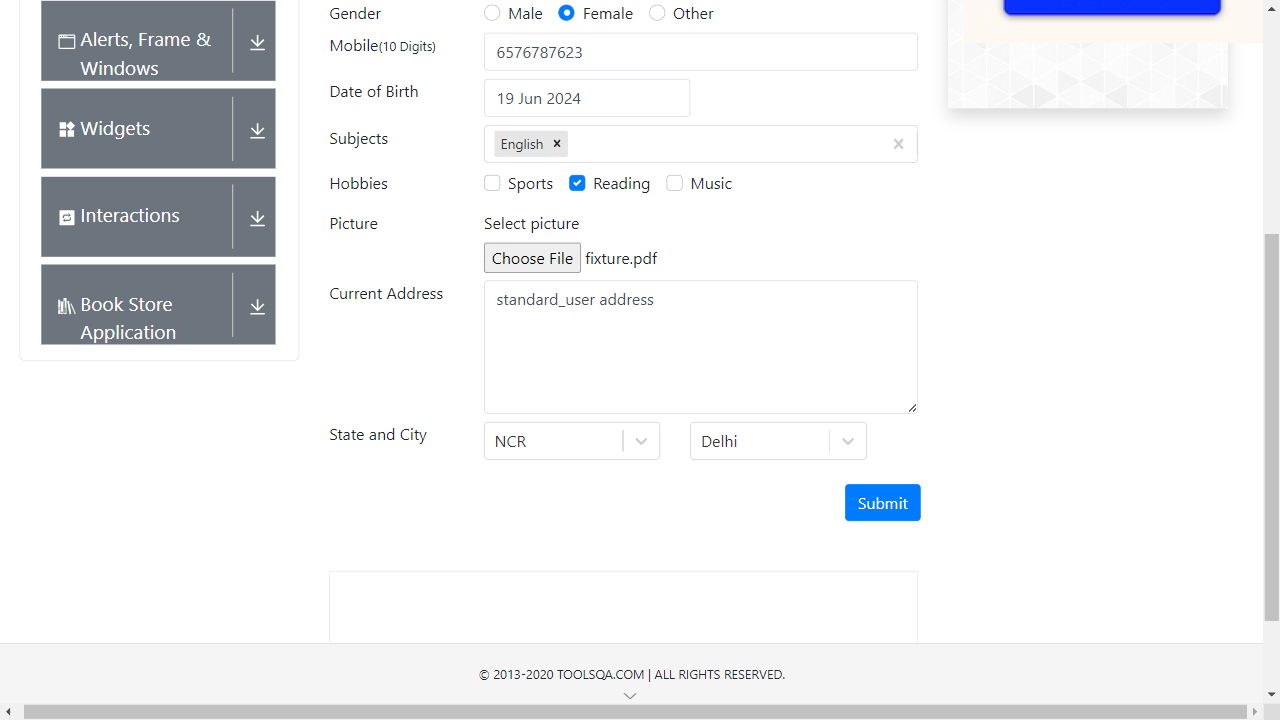 Alerts, Frame &
Windows
Widgets
Interactions
Book Store
Application
Gender
Male
Female
Other
Mobile(10 Digits)
6576787623
Date of Birth
19 Jun 2024
Subjects
English
Hobbies
Sports
Reading
Music
Picture
Select picture
Choose File fixture.pdf
Current Address
standard_user address
State and City
NCR
Delhi
Submit
© 2013-2020 TOOLSQA.COM | ALL RIGHTS RESERVED.